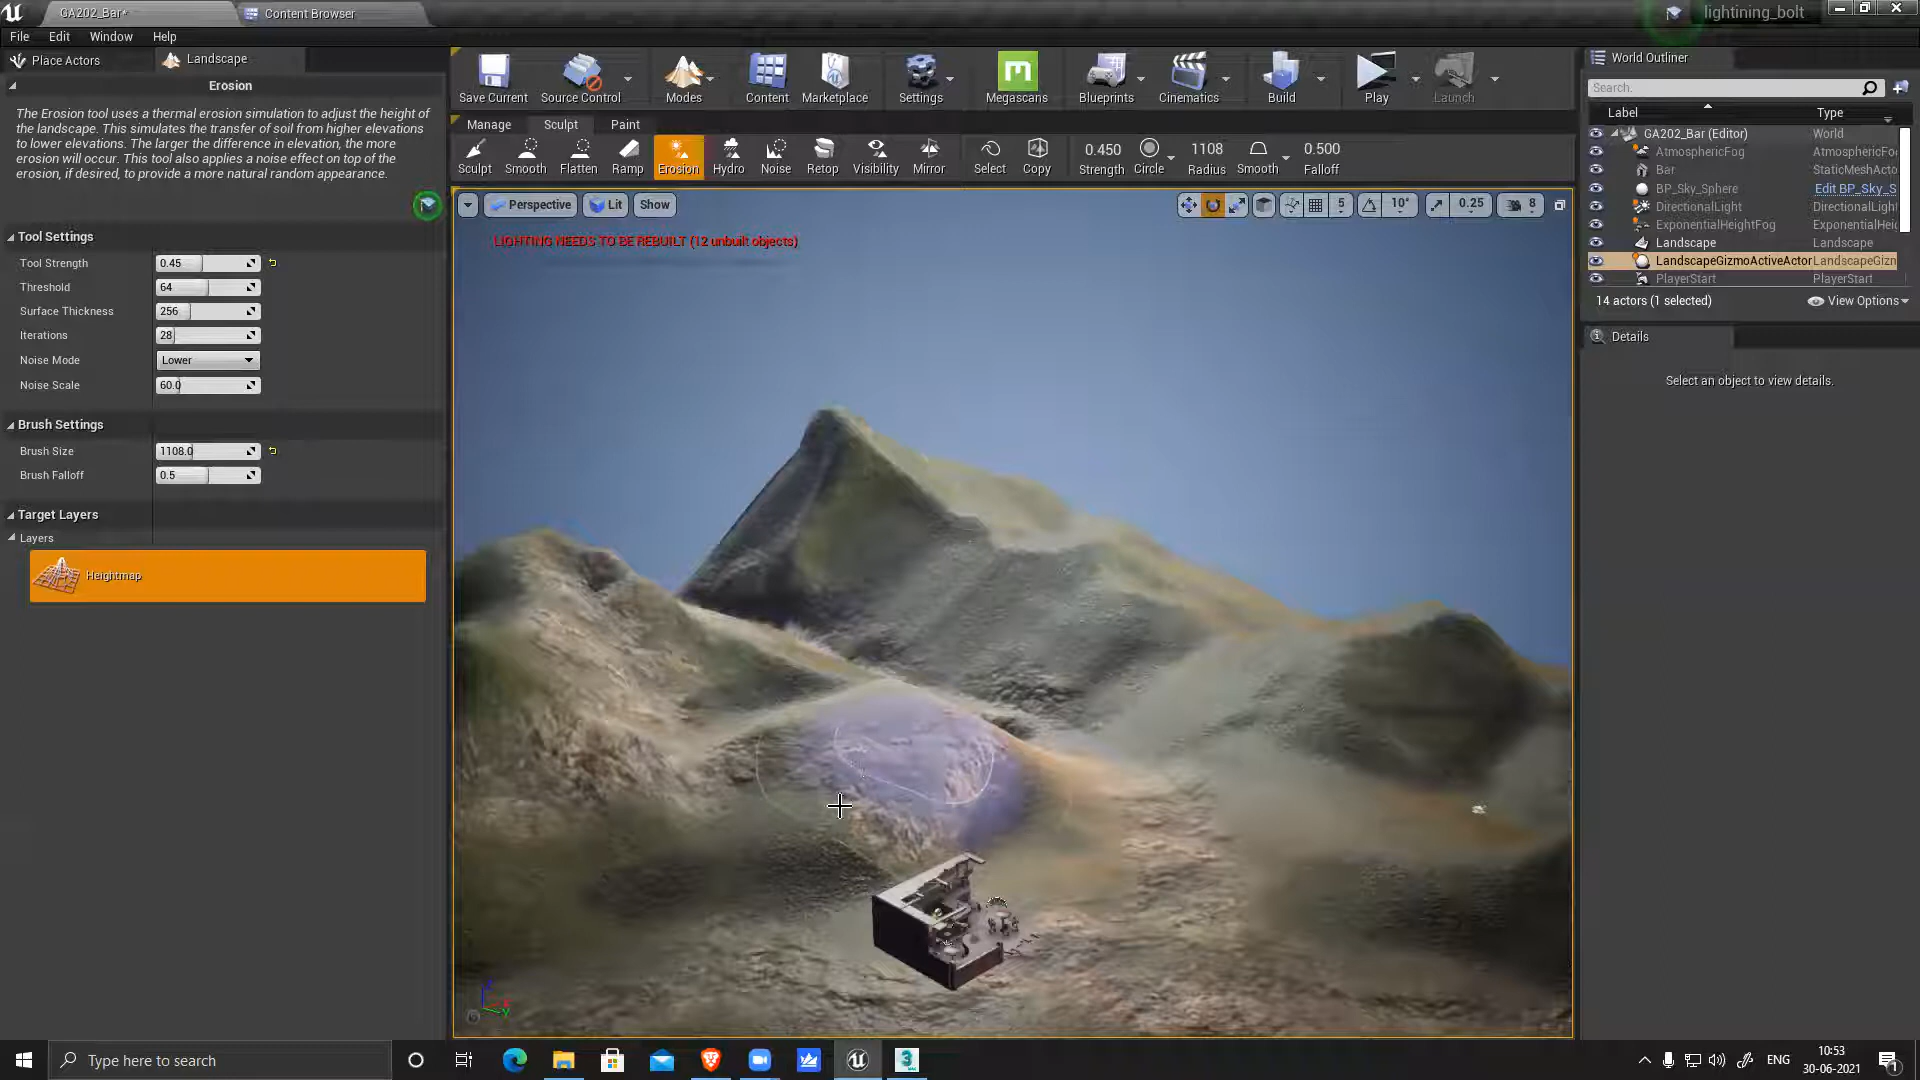 GA202_Bar*
Content Browser
lightining_bolt
File Edit Window Help
Place Actors
Landscape
Erosion
The Erosion tool uses a thermal erosion simulation to adjust the height of
the landscape. This simulates the transfer of soil from higher elevations
to lower elevations. The larger the difference in elevation, the more
erosion will occur. This tool also applies a noise effect on top of the
erosion, if desired, to provide a more natural random appearance.
Tool Settings
Tool Strength 0.45
Threshold 64
Surface Thickness 256
Iterations 28
Noise Mode Lower
Noise Scale 60.0
Brush Settings
Brush Size 1108.0
Brush Falloff 0.5
Target Layers
Layers
Heightmap
Save Current Source Control Modes Content Marketplace Settings Megascans Blueprints Cinematics Build Play Launch
Manage Sculpt Paint
Sculpt Smooth Flatten Ramp Erosion Hydro Noise Retop Visibility Mirror Select Copy
0.450 Strength
Circle
1108 Radius
Smooth
0.500 Falloff
Perspective Lit Show
5 10° 0.25 8
LIGHTING NEEDS TO BE REBUILT (12 unbuilt objects)
World Outliner
Search.
Label Type
GA202_Bar (Editor) World
AtmosphericFog AtmosphericFo
Bar StaticMeshActo
BP_Sky_Sphere Edit BP_Sky_S
DirectionalLight DirectionalLight
ExponentialHeightFog ExponentialHei
Landscape Landscape
LandscapeGizmoActiveActor LandscapeGizn
PlayerStart PlayerStart
14 actors (1 selected) View Options
Details
Select an object to view details.
Type here to search
ENG
10:53
30-06-2021
1